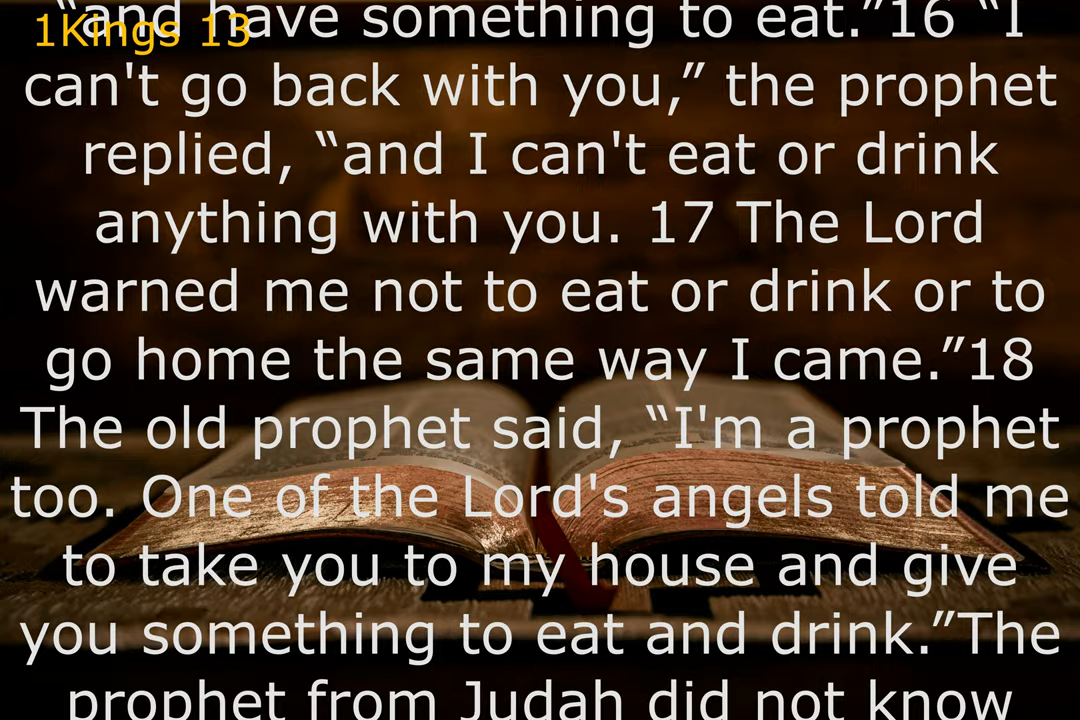 1Kings 13
“and have something to eat.”16 “I
can't go back with you,” the prophet
replied, “and I can't eat or drink
anything with you. 17 The Lord
warned me not to eat or drink or to
go home the same way I came.”18
The old prophet said, “I'm a prophet
too. One of the Lord's angels told me
to take you to my house and give
you something to eat and drink.”The
prophet from Judah did not know